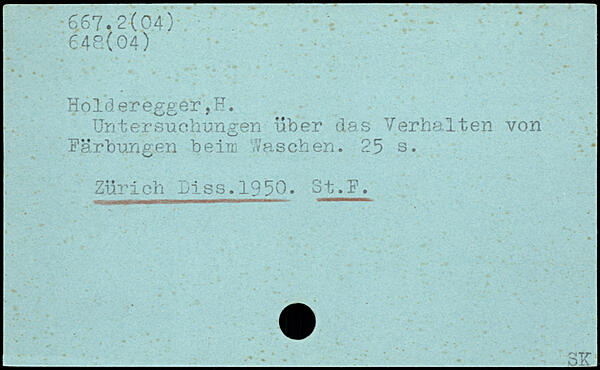 667.2(04)
648(04)
Holderegger,H.
Untersuchungen über das Verhalten von
Färbungen beim Waschen. 25 s.
Zürich Diss.1950. St.F.
SK